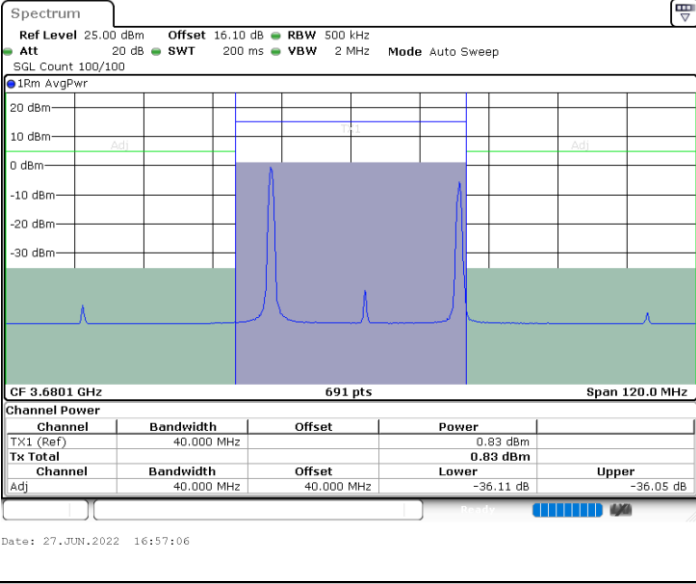 Spectrum
Ref Level 25.00 dBm Offset 16.10 dB RBW 500 kHz
Att 20 dB SWT 200 ms VBW 2 MHz Mode Auto Sweep
SGL Count 100/100
1Rm AvgPwr
20 dBm
TX1
10 dBm
Adj Adj
0 dBm
-10 dBm
-20 dBm
-30 dBm
CF 3.6801 GHz 691 pts Span 120.0 MHz
Channel Power
Channel Bandwidth Offset Power
TX1 (Ref) 40.000 MHz 0.83 dBm
Tx Total 0.83 dBm
Channel Bandwidth Offset Lower Upper
Adj 40.000 MHz 40.000 MHz -36.11 dB -36.05 dB
Ready
Date: 27.JUN.2022 16:57:06